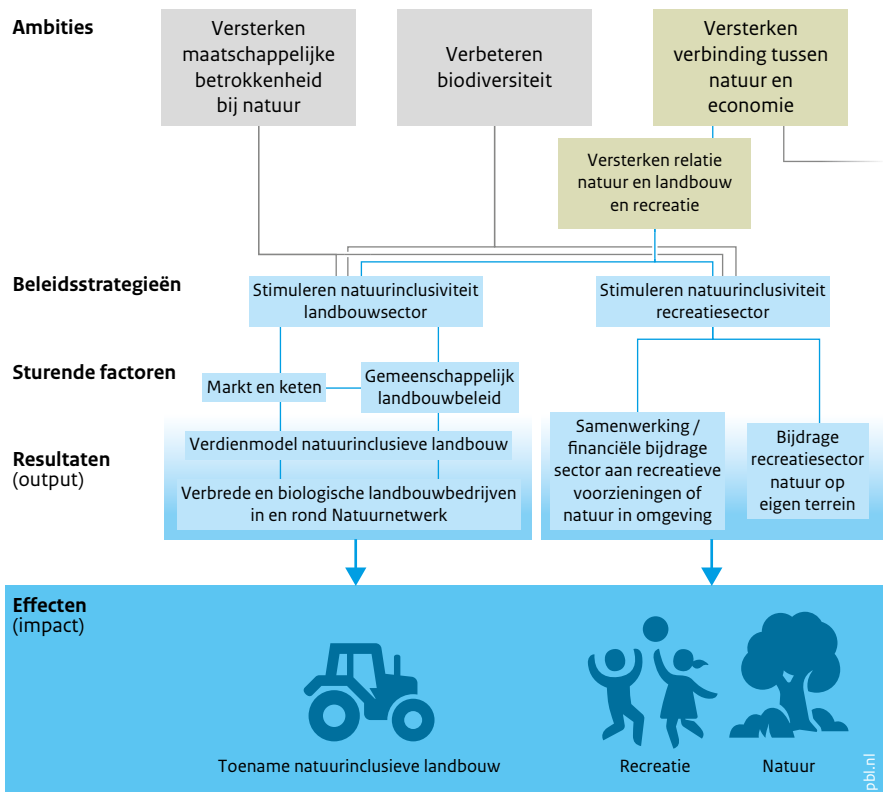 Ambities
Versterken
maatschappelijke
betrokkenheid
bij natuur
Verbeteren
biodiversiteit
Versterken
verbinding tussen
natuur en
economie
Versterken relatie
natuur en landbouw
en recreatie
Beleidsstrategieën
Stimuleren natuurinclusiviteit
landbouwsector
Stimuleren natuurinclusiviteit
recreatiesector
Sturende factoren
Markt en keten
Gemeenschappelijk
landbouwbeleid
Resultaten
(output)
Verdienmodel natuurinclusieve landbouw
Verbrede en biologische landbouwbedrijven
in en rond Natuurnetwerk
Samenwerking /
financiële bijdrage
sector aan recreatieve
voorzieningen of
natuur in omgeving
Bijdrage
recreatiesector
natuur op
eigen terrein
Effecten
(impact)
Toename natuurinclusieve landbouw
Recreatie
Natuur
pbl.nl